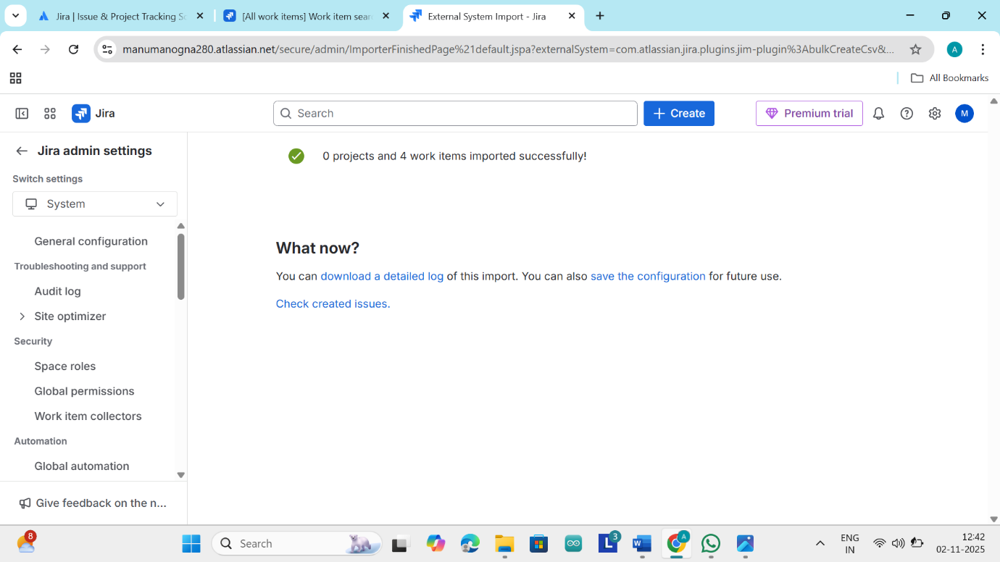 Jira | Issue & Project Tracking So
[All work items] Work item sear
External System Import - Jira
manumanogna280.atlassian.net/secure/admin/ImporterFinishedPage%21default.jspa?externalSystem=com.atlassian.jira.plugins.jim-plugin%3AbulkCreateCsv&...
A
All Bookmarks
Jira
Search
Create
Premium trial
M
Jira admin settings
Switch settings
System
General configuration
Troubleshooting and support
Audit log
Site optimizer
Security
Space roles
Global permissions
Work item collectors
Automation
Global automation
Give feedback on the n...
0 projects and 4 work items imported successfully!
What now?
You can download a detailed log of this import. You can also save the configuration for future use.
Check created issues.
8
Search
L
3
W
A
ENG
IN
12:42
02-11-2025